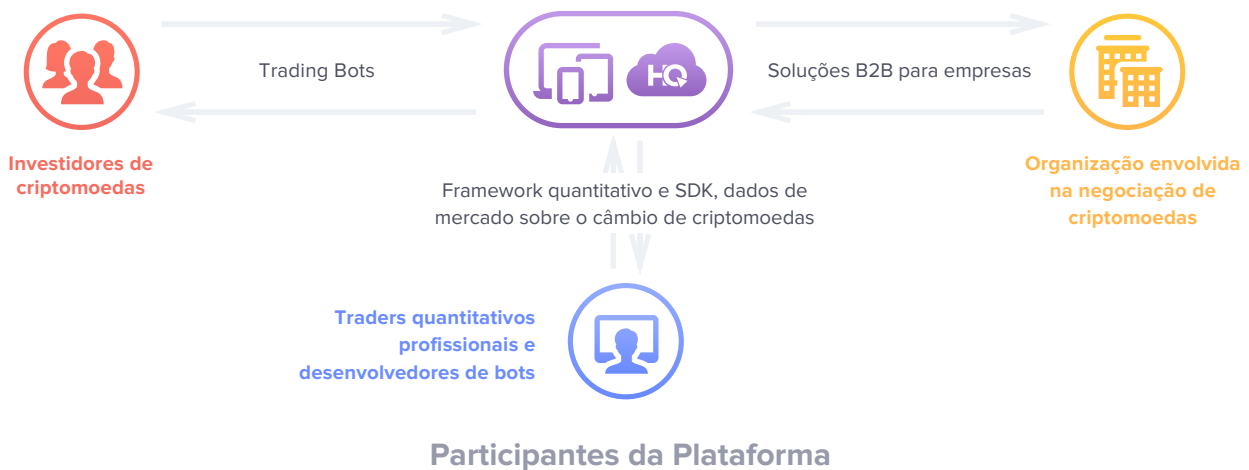 Trading Bots
HQ
Soluções B2B para empresas
Investidores de
criptomoedas
Organização envolvida
na negociação de
criptomoedas
Framework quantitativo e SDK, dados de
mercado sobre o câmbio de criptomoedas
Traders quantitativos
profissionais e
desenvolvedores de bots
Participantes da Plataforma